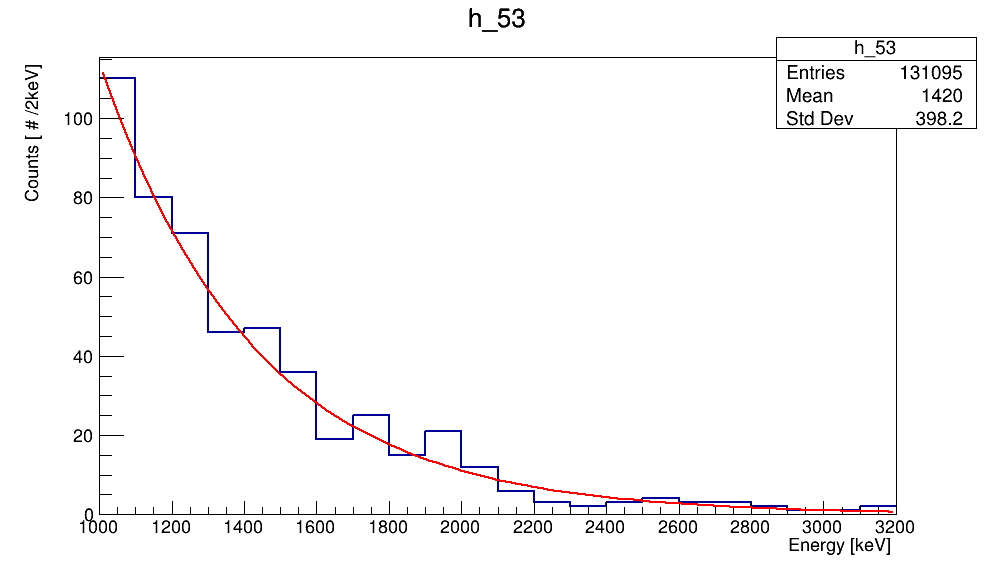 h_53
h_53
Entries 131095
Mean 1420
Std Dev 398.2
Counts [ # /2keV]
100
80
60
40
20
0
1000 1200 1400 1600 1800 2000 2200 2400 2600 2800 3000 3200
Energy [keV]